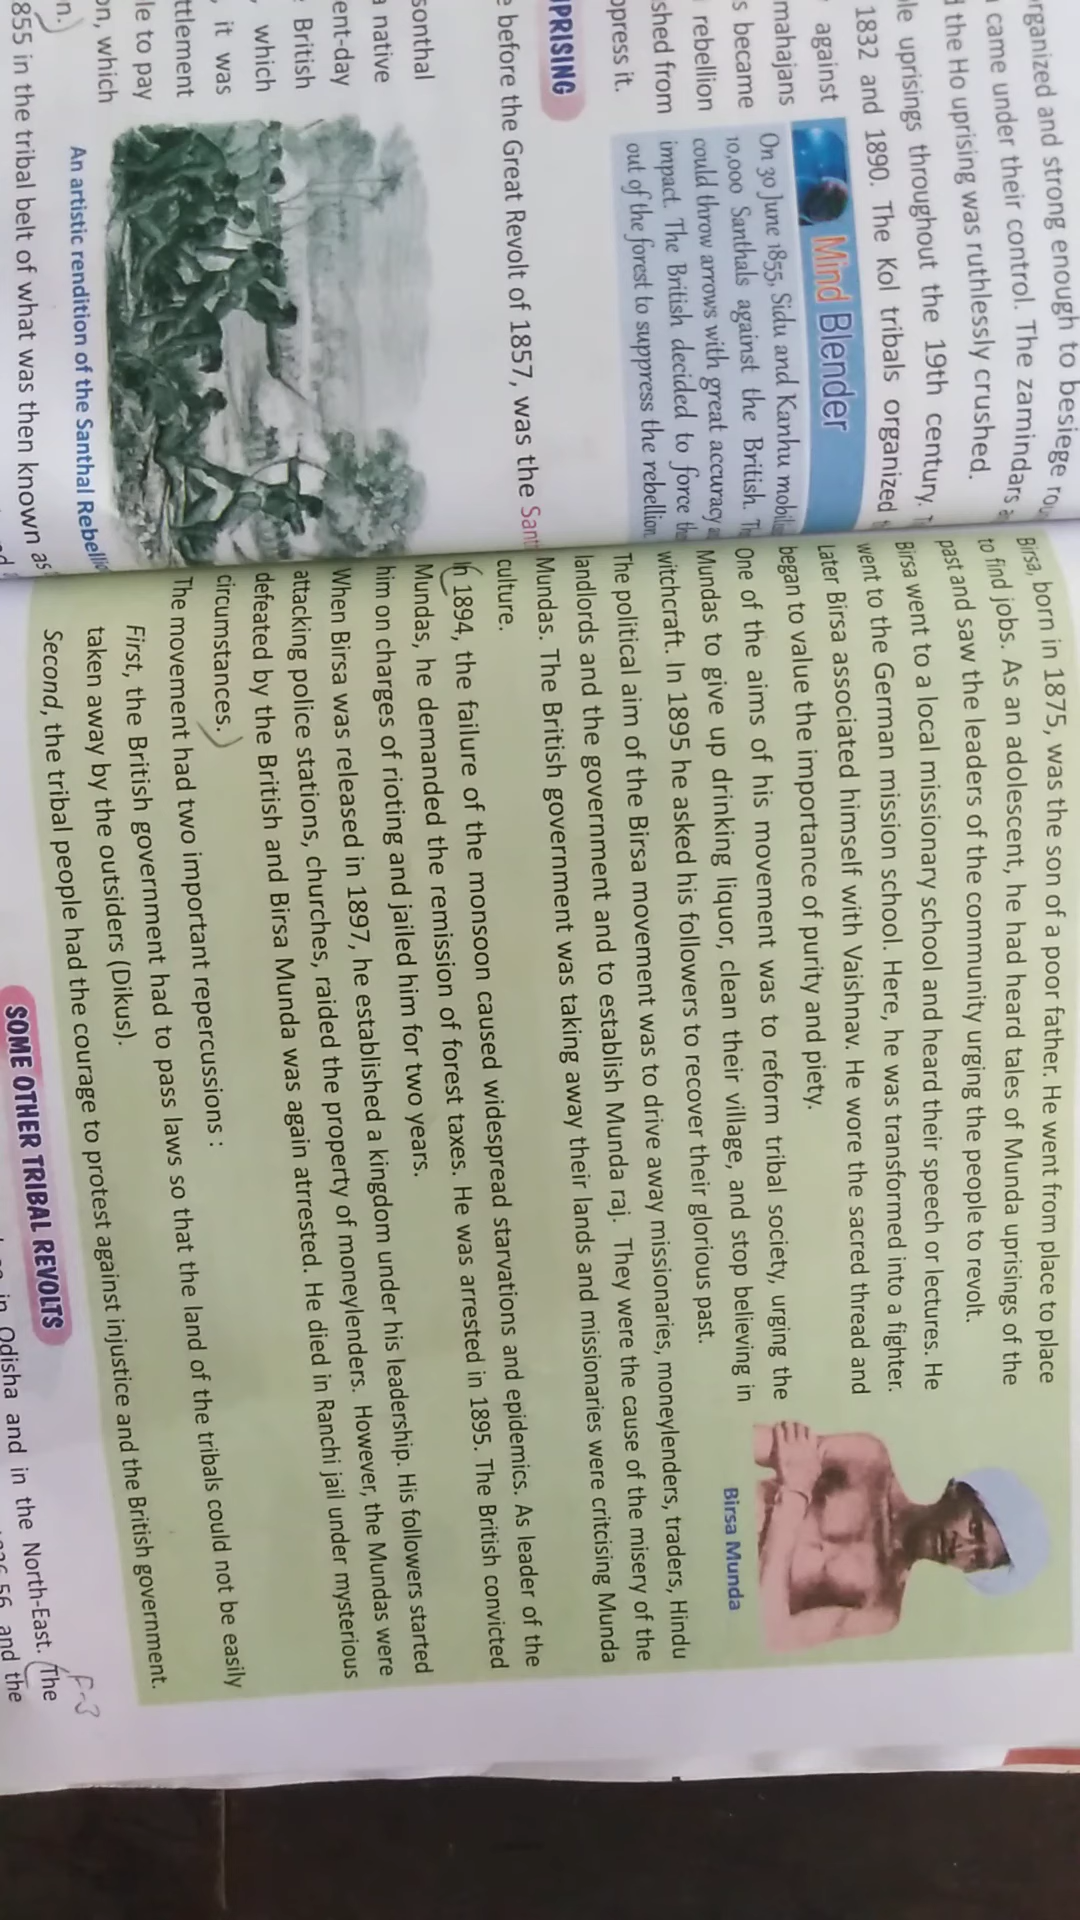 organized and strong enough to besiege
came under their control. The zamindars
the Ho uprising was ruthlessly crushed.
uprisings throughout the 19th century.
1832 and 1890. The Kol tribals organized
against
mahajans
s became
rebellion
shed from
press it.
Mind Blender
On 30 June 1855, Sidu and Kanhu
10,000 Santhals against the British.
could throw arrows with great accuracy
impact. The British decided to force
out of the forest to suppress the rebellion.
UPRISING
before the Great Revolt of 1857, was the
sonthal
native
ent-day
British
, which
, it was
ttlement
le to pay
on, which
n.)
An artistic rendition of the Santhal
855 in the tribal belt of what was then known as
Birsa, born in 1875, was the son of a poor father. He went from place to place
to find jobs. As an adolescent, he had heard tales of Munda uprisings of the
past and saw the leaders of the community urging the people to revolt.
Birsa went to a local missionary school and heard their speech or lectures. He
went to the German mission school. Here, he was transformed into a fighter.
Later Birsa associated himself with Vaishnav. He wore the sacred thread and
began to value the importance of purity and piety.
One of the aims of his movement was to reform tribal society, urging the
Mundas to give up drinking liquor, clean their village, and stop believing in
witchcraft. In 1895 he asked his followers to recover their glorious past.
Birsa Munda
The political aim of the Birsa movement was to drive away missionaries, moneylenders, traders, Hindu
landlords and the government and to establish Munda raj. They were the cause of the misery of the
Mundas. The British government was taking away their lands and missionaries were critcising Munda
culture.
In 1894, the failure of the monsoon caused widespread starvations and epidemics. As leader of the
Mundas, he demanded the remission of forest taxes. He was arrested in 1895. The British convicted
him on charges of rioting and jailed him for two years.
When Birsa was released in 1897, he established a kingdom under his leadership. His followers started
attacking police stations, churches, raided the property of moneylenders. However, the Mundas were
defeated by the British and Birsa Munda was again atrrested. He died in Ranchi jail under mysterious
circumstances.)
The movement had two important repercussions :
First, the British government had to pass laws so that the land of the tribals could not be easily
taken away by the outsiders (Dikus).
Second, the tribal people had the courage to protest against injustice and the British government.
SOME OTHER TRIBAL REVOLTS
F-3
in Odisha and in the North-East. (The
56 and the